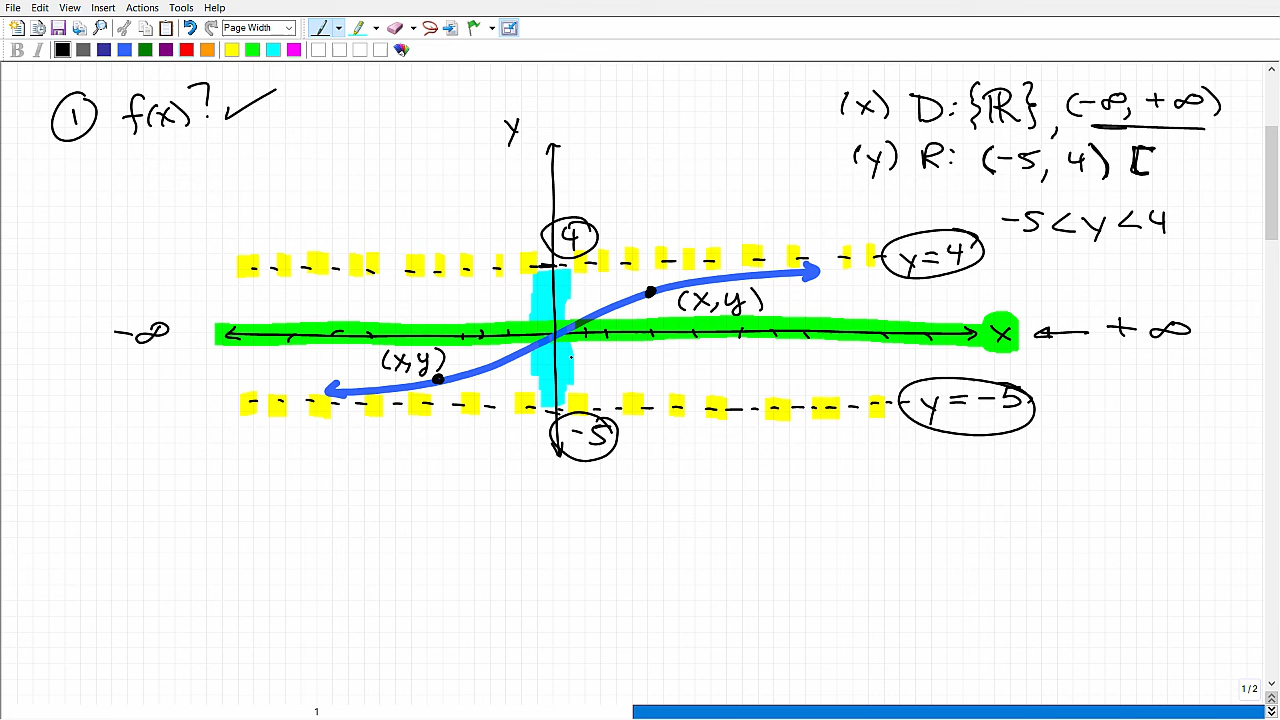 File Edit View Insert Actions Tools Help
Page Width
B I
① f(x)? ✓
(x) D: {ℝ}, (-∞, +∞)
(y) R: (-5, 4) [
-5 < y < 4
y
4
y = 4
(x,y)
-∞
x ← + ∞
(x,y)
y = -5
-5
1/2
1